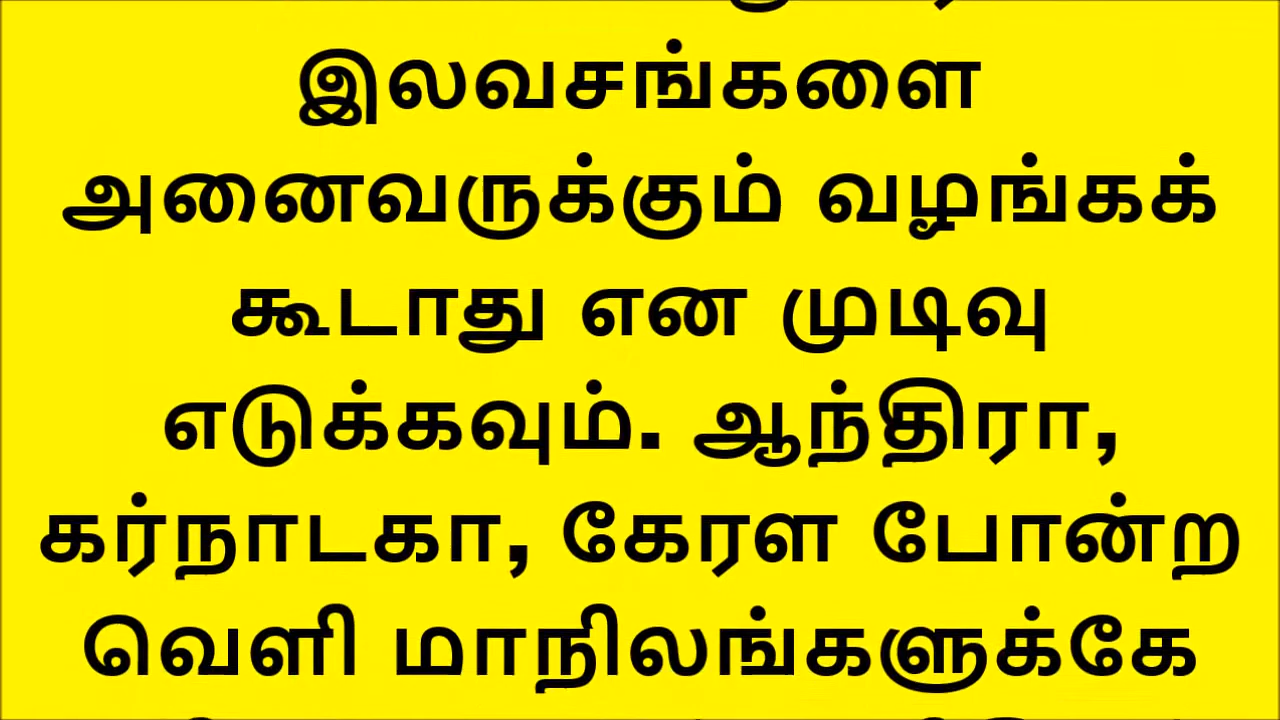 இலவசங்களை
அனைவருக்கும் வழங்கக்
கூடாது என முடிவு
எடுக்கவும். ஆந்திரா,
கர்நாடகா, கேரள போன்ற
வெளி மாநிலங்களுக்கே